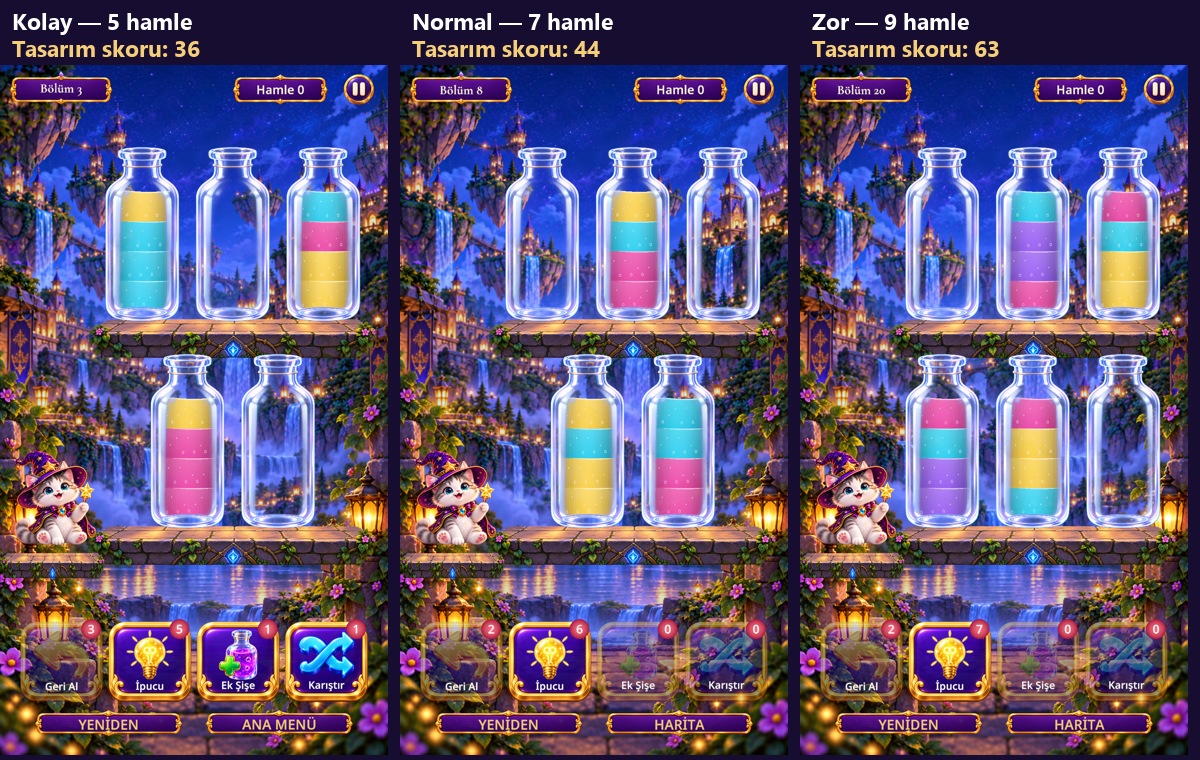 Kolay — 5 hamle
Tasarım skoru: 36
Bölüm 3
Hamle 0
3
5
1
1
Geri Al
İpucu
Ek Şişe
Karıştır
YENİDEN
ANA MENÜ
Normal — 7 hamle
Tasarım skoru: 44
Bölüm 8
Hamle 0
2
6
0
0
Geri Al
İpucu
Ek Şişe
Karıştır
YENİDEN
HARİTA
Zor — 9 hamle
Tasarım skoru: 63
Bölüm 20
Hamle 0
2
7
0
0
Geri Al
İpucu
Ek Şişe
Karıştır
YENİDEN
HARİTA